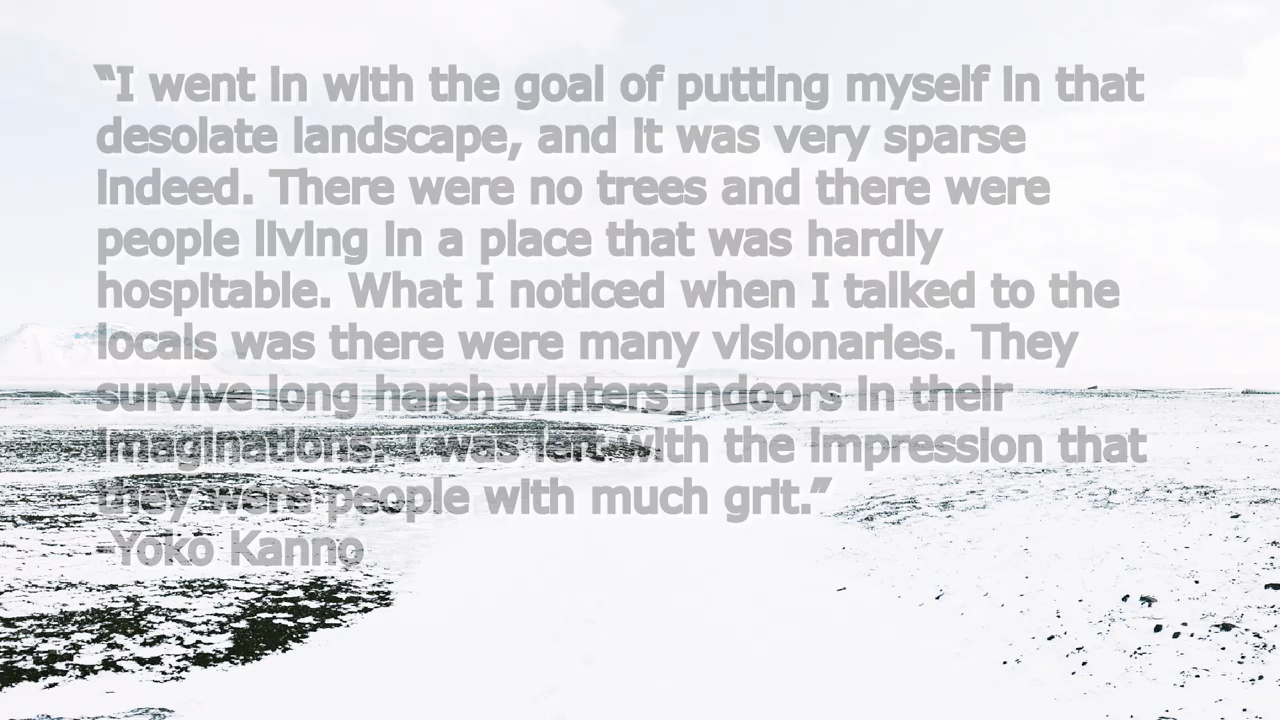 “I went in with the goal of putting myself in that
desolate landscape, and it was very sparse
indeed. There were no trees and there were
people living in a place that was hardly
hospitable. What I noticed when I talked to the
locals was there were many visionaries. They
survive long harsh winters indoors in their
imaginations. I was left with the impression that
they were people with much grit.”
-Yoko Kanno